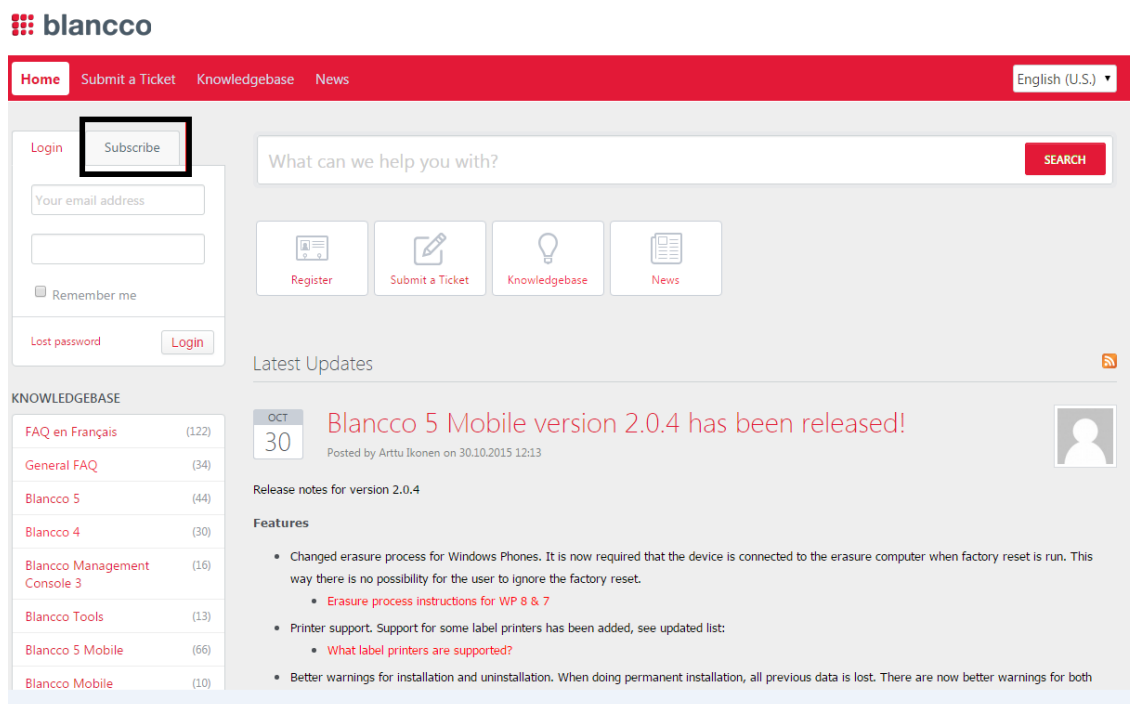 blancco
Home Submit a Ticket Knowledgebase News English (U.S.)
Login Subscribe
What can we help you with? SEARCH
Your email address
Remember me
Lost password Login
Register Submit a Ticket Knowledgebase News
Latest Updates
KNOWLEDGEBASE
FAQ en Français (122)
General FAQ (34)
Blancco 5 (44)
Blancco 4 (30)
Blancco Management (16)
Console 3
Blancco Tools (13)
Blancco 5 Mobile (66)
Blancco Mobile (10)
OCT
30
Blancco 5 Mobile version 2.0.4 has been released!
Posted by Arttu Ikonen on 30.10.2015 12:13
Release notes for version 2.0.4
Features
• Changed erasure process for Windows Phones. It is now required that the device is connected to the erasure computer when factory reset is run. This
way there is no possibility for the user to ignore the factory reset.
• Erasure process instructions for WP 8 & 7
• Printer support. Support for some label printers has been added, see updated list:
• What label printers are supported?
• Better warnings for installation and uninstallation. When doing permanent installation, all previous data is lost. There are now better warnings for both